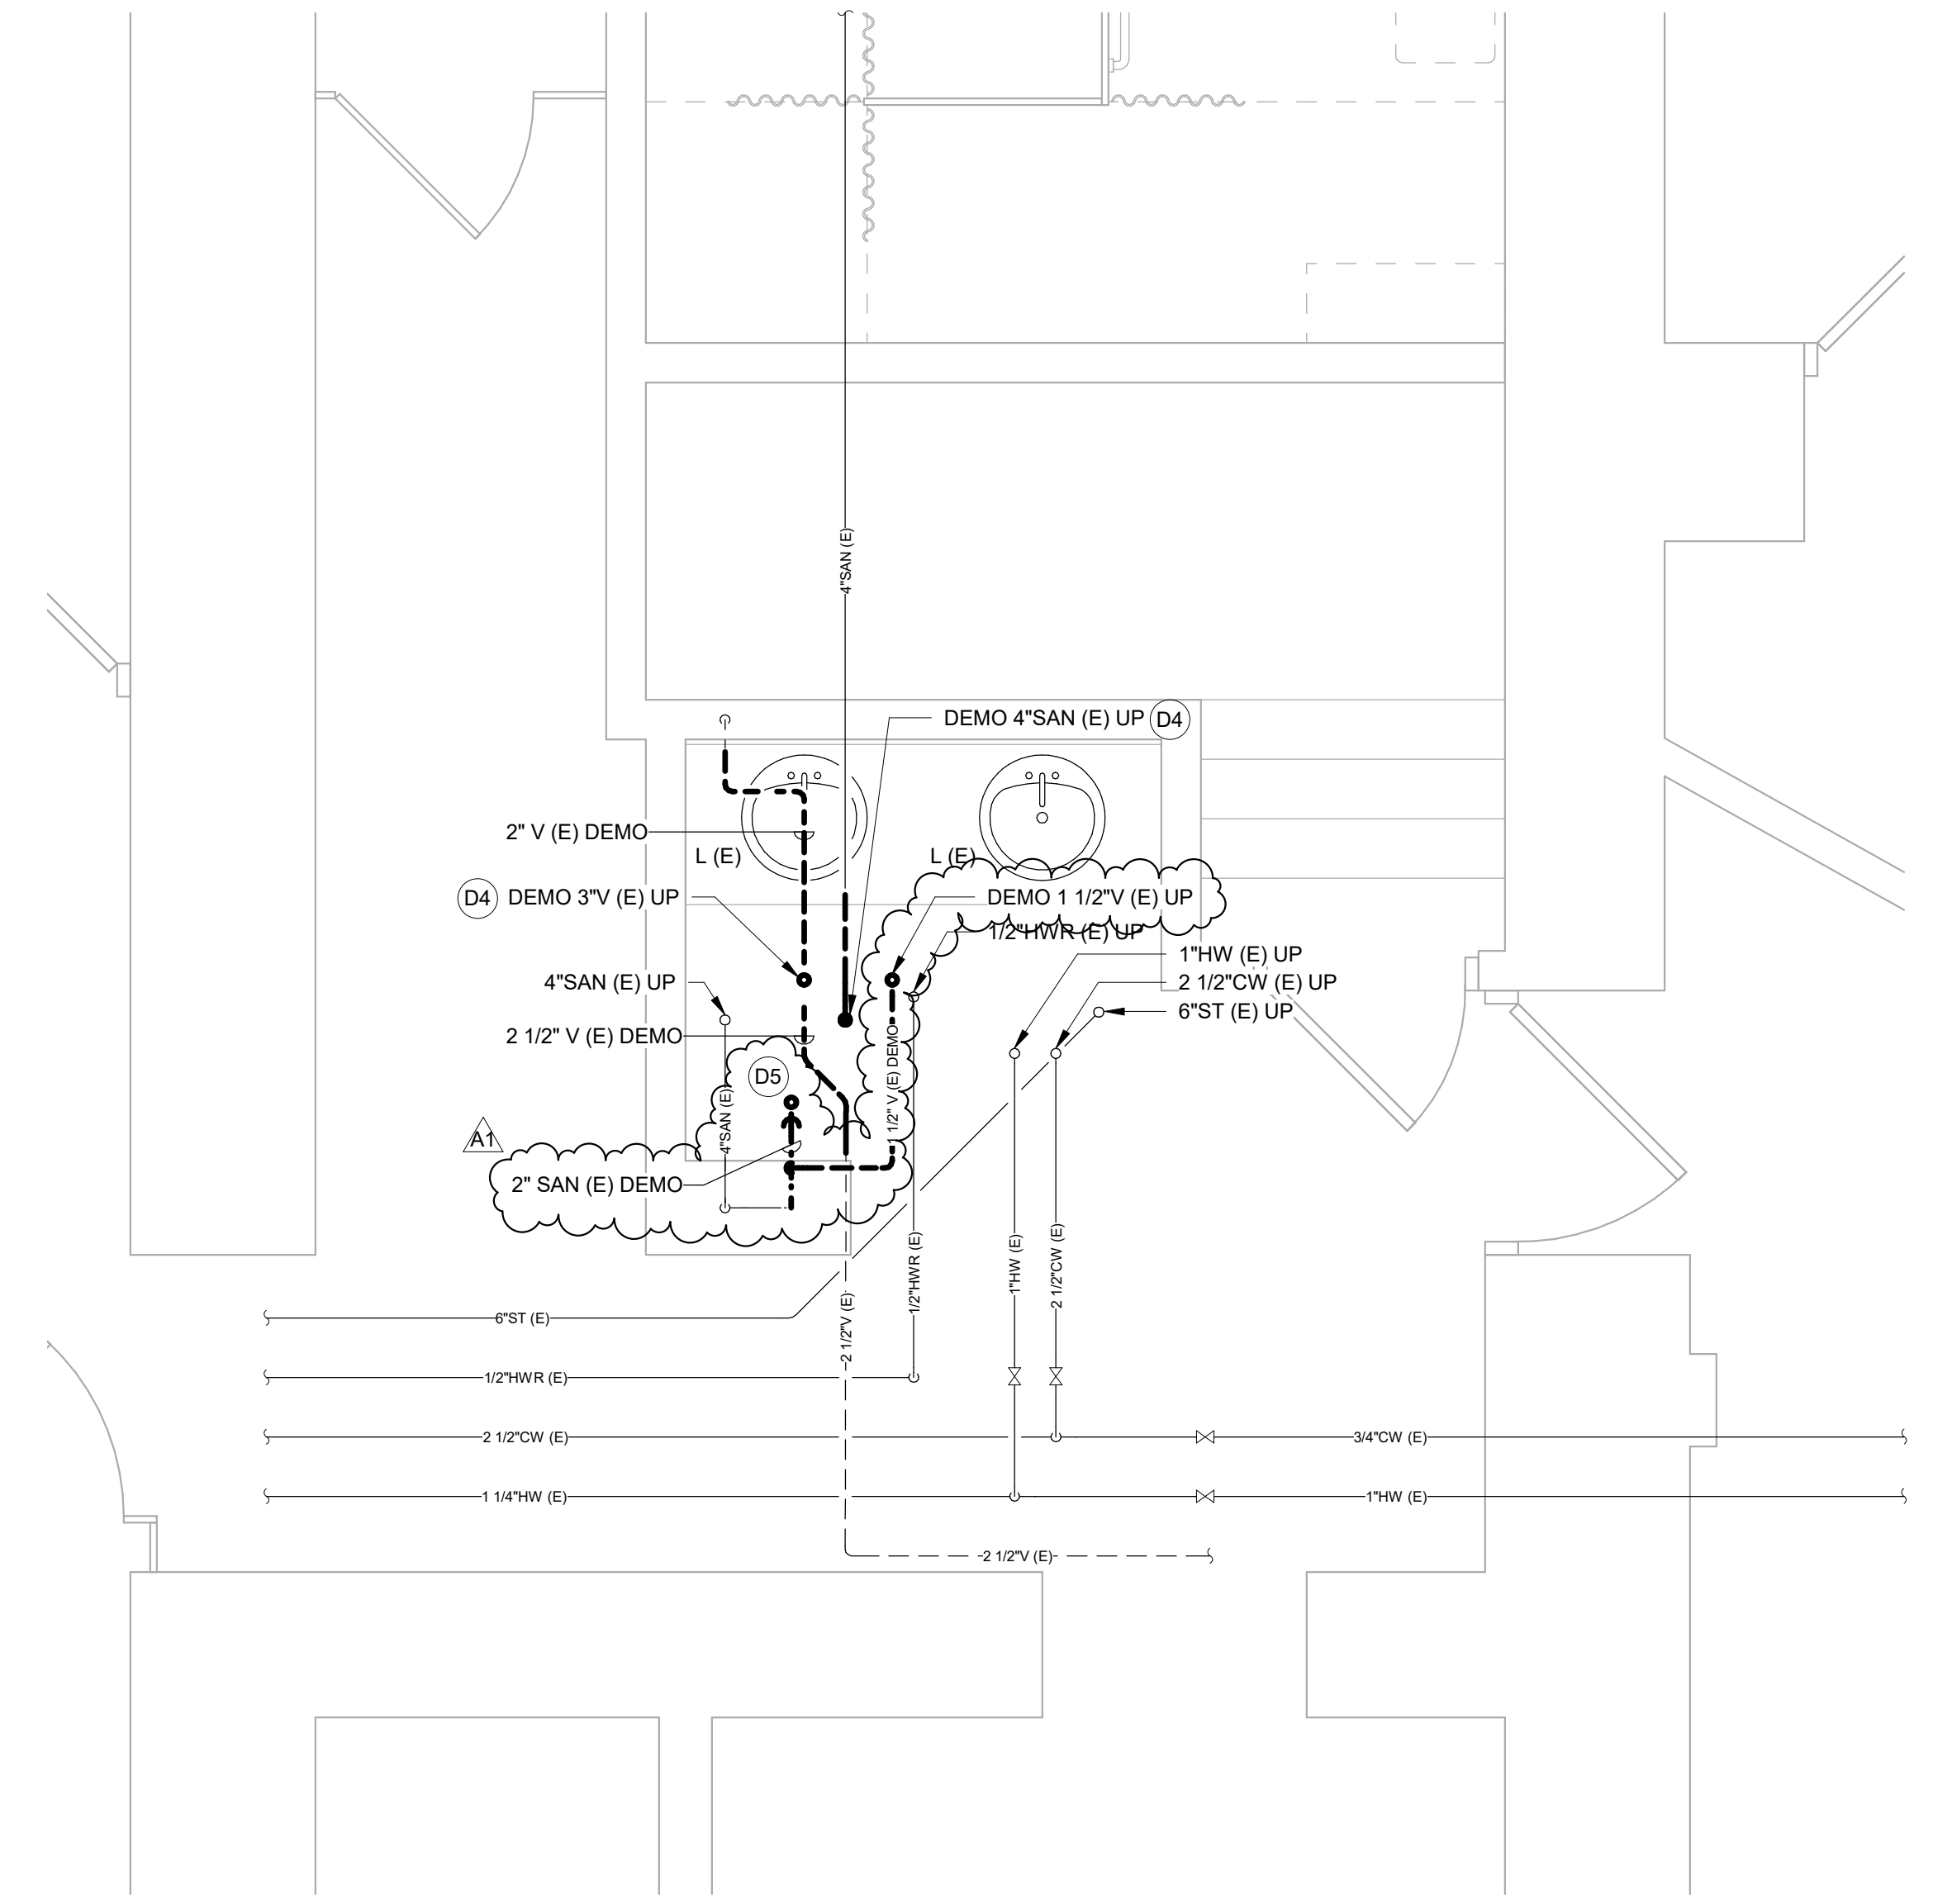 4"SAN (E)
DEMO 4"SAN (E) UP
D4
2" V (E) DEMO
L (E)
L (E)
D4
DEMO 3"V (E) UP
DEMO 1 1/2"V (E) UP
1/2"HWR (E) UP
1"HW (E) UP
4"SAN (E) UP
2 1/2"CW (E) UP
6"ST (E) UP
2 1/2" V (E) DEMO
D5
1 1/2" V (E) DEMO
4"SAN (E)
A1
2" SAN (E) DEMO
1/2"HWR (E)
1"HW (E)
2 1/2"CW (E)
6"ST (E)
2 1/2"V (E)
1/2"HWR (E)
2 1/2"CW (E)
3/4"CW (E)
1 1/4"HW (E)
1"HW (E)
2 1/2"V (E)